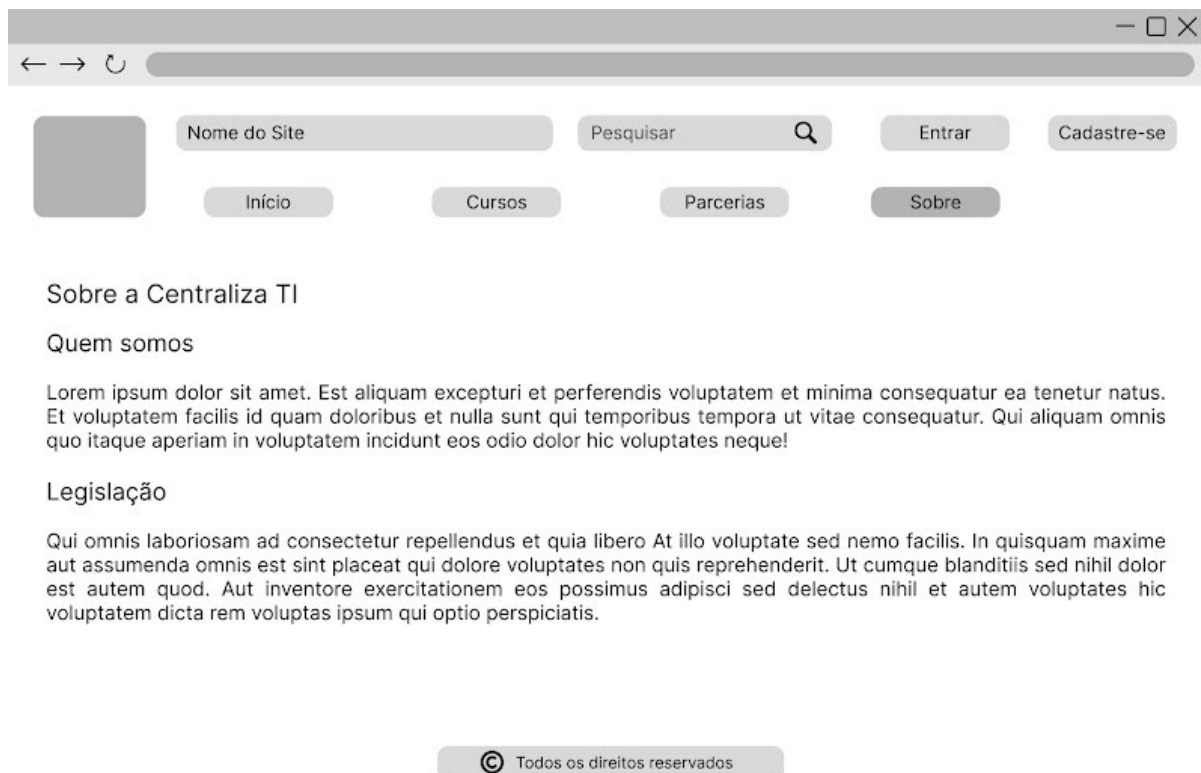 Nome do Site
Pesquisar
Entrar
Cadastre-se
Início
Cursos
Parcerias
Sobre
Sobre a Centraliza TI
Quem somos
Lorem ipsum dolor sit amet. Est aliquam excepturi et perferendis voluptatem et minima consequatur ea tenetur natus.
Et voluptatem facilis id quam doloribus et nulla sunt qui temporibus tempora ut vitae consequatur. Qui aliquam omnis
quo itaque aperiam in voluptatem incidunt eos odio dolor hic voluptates neque!
Legislação
Qui omnis laboriosam ad consectetur repellendus et quia libero At illo voluptate sed nemo facilis. In quisquam maxime
aut assumenda omnis est sint placeat qui dolore voluptates non quis reprehenderit. Ut cumque blanditiis sed nihil dolor
est autem quod. Aut inventore exercitationem eos possimus adipisci sed delectus nihil et autem voluptates hic
voluptatem dicta rem voluptas ipsum qui optio perspiciatis.
© Todos os direitos reservados